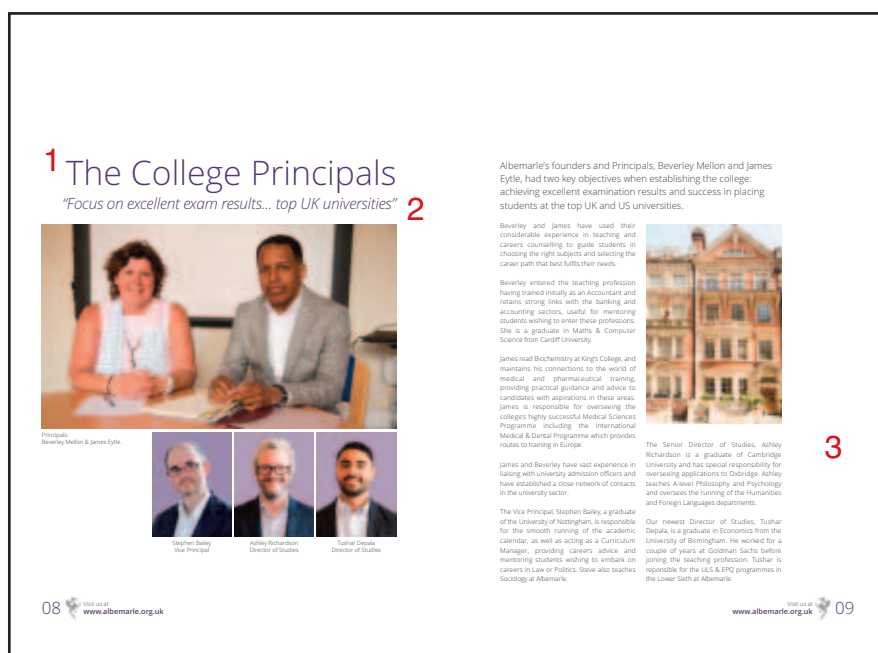 1 The College Principals
“Focus on excellent exam results... top UK universities” 2
Principals:
Beverley Mellon & James Eytle.
Stephen Bailey
Vice Principal
Ashley Richardson
Director of Studies
Tushar Depala
Director of Studies
08 Visit us at
www.albemarle.org.uk
Albemarle's founders and Principals, Beverley Mellon and James
Eytle, had two key objectives when establishing the college:
achieving excellent examination results and success in placing
students at the top UK and US universities.
Beverley and James have used their
considerable experience in teaching and
careers counselling to guide students in
choosing the right subjects and selecting the
career path that best fulfils their needs.
Beverley entered the teaching profession
having trained initially as an Accountant and
retains strong links with the banking and
accounting sectors, useful for mentoring
students wishing to enter these professions.
She is a graduate in Maths & Computer
Science from Cardiff University.
James read Biochemistry at King's College, and
maintains his connections to the world of
medical and pharmaceutical training,
providing practical guidance and advice to
candidates with aspirations in these areas.
James is responsible for overseeing the
college's highly successful Medical Sciences
Programme including the International
Medical & Dental Programme which provides
routes to training in Europe.
James and Beverley have vast experience in
liaising with university admission officers and
have established a close network of contacts
in the university sector.
The Vice Principal, Stephen Bailey, a graduate
of the University of Nottingham, is responsible
for the smooth running of the academic
calendar, as well as acting as a Curriculum
Manager, providing careers advice and
mentoring students wishing to embark on
careers in Law or Politics. Steve also teaches
Sociology at Albemarle.
3
The Senior Director of Studies, Ashley
Richardson is a graduate of Cambridge
University and has special responsibility for
overseeing applications to Oxbridge. Ashley
teaches A-level Philosophy and Psychology
and oversees the running of the Humanities
and Foreign Languages departments.
Our newest Director of Studies, Tushar
Depala, is a graduate in Economics from the
University of Birmingham. He worked for a
couple of years at Goldman Sachs before
joining the teaching profession. Tushar is
reponsible for the ULS & EPQ programmes in
the Lower Sixth at Albemarle.
Visit us at
www.albemarle.org.uk 09